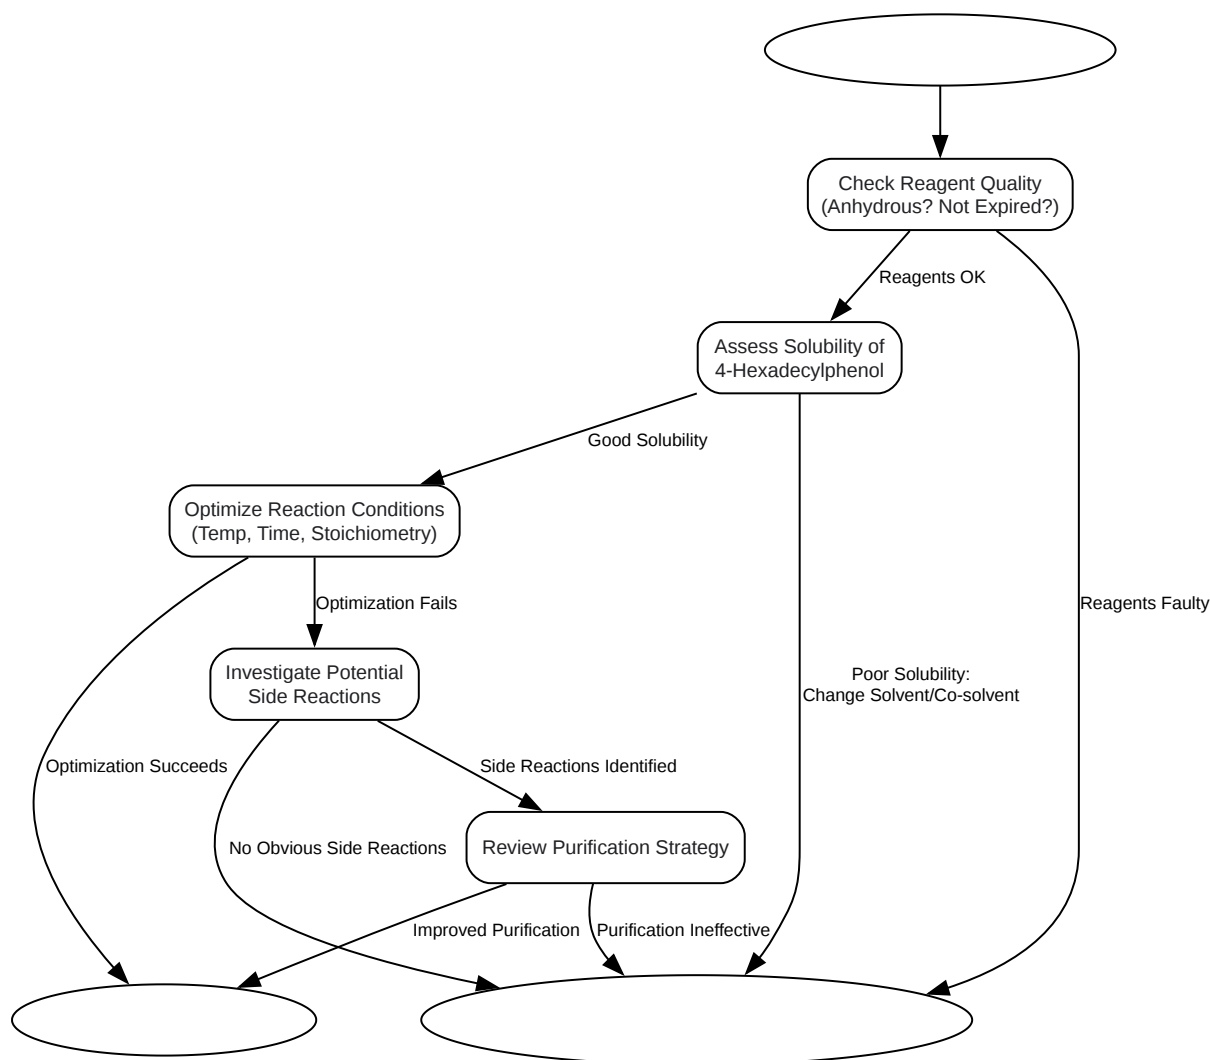 Check Reagent Quality
(Anhydrous? Not Expired?)
Reagents OK
Assess Solubility of
4-Hexadecylphenol
Good Solubility
Optimize Reaction Conditions
(Temp, Time, Stoichiometry)
Optimization Fails
Reagents Faulty
Investigate Potential
Side Reactions
Poor Solubility:
Change Solvent/Co-solvent
Optimization Succeeds
Side Reactions Identified
No Obvious Side Reactions
Review Purification Strategy
Improved Purification
Purification Ineffective